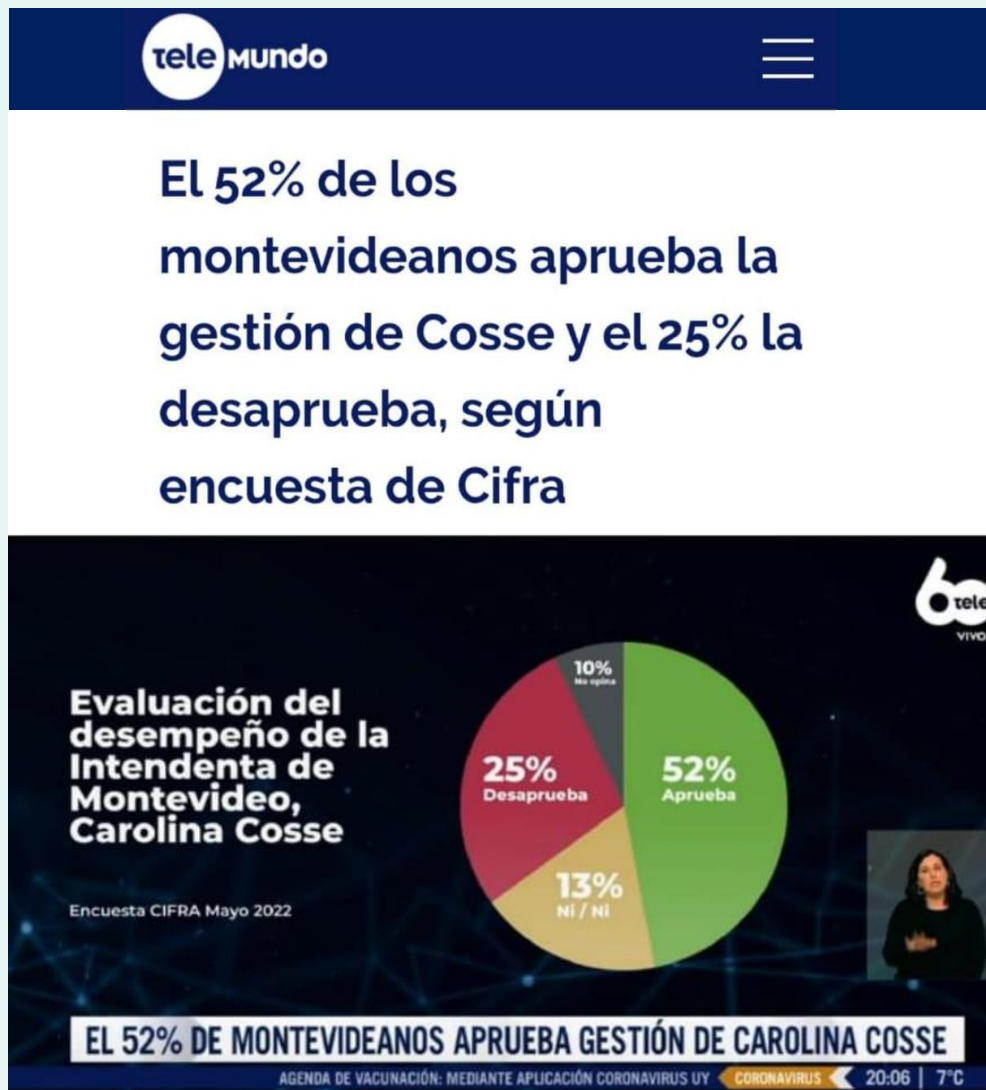 Tele MUNDO
El 52% de los
montevideanos aprueba la
gestión de Cosse y el 25% la
desaprueba, según
encuesta de Cifra
tele
VIVO
Evaluación del
desempeño de la
Intendenta de
Montevideo,
Carolina Cosse
Encuesta CIFRA Mayo 2022
10%
No opina
25%
Desaprueba
52%
Aprueba
13%
Ni / Ni
EL 52% DE MONTEVIDEANOS APRUEBA GESTIÓN DE CAROLINA COSSE
AGENDA DE VACUNACIÓN: MEDIANTE APLICACIÓN CORONAVIRUS UY CORONAVIRUS 20:06 7°C